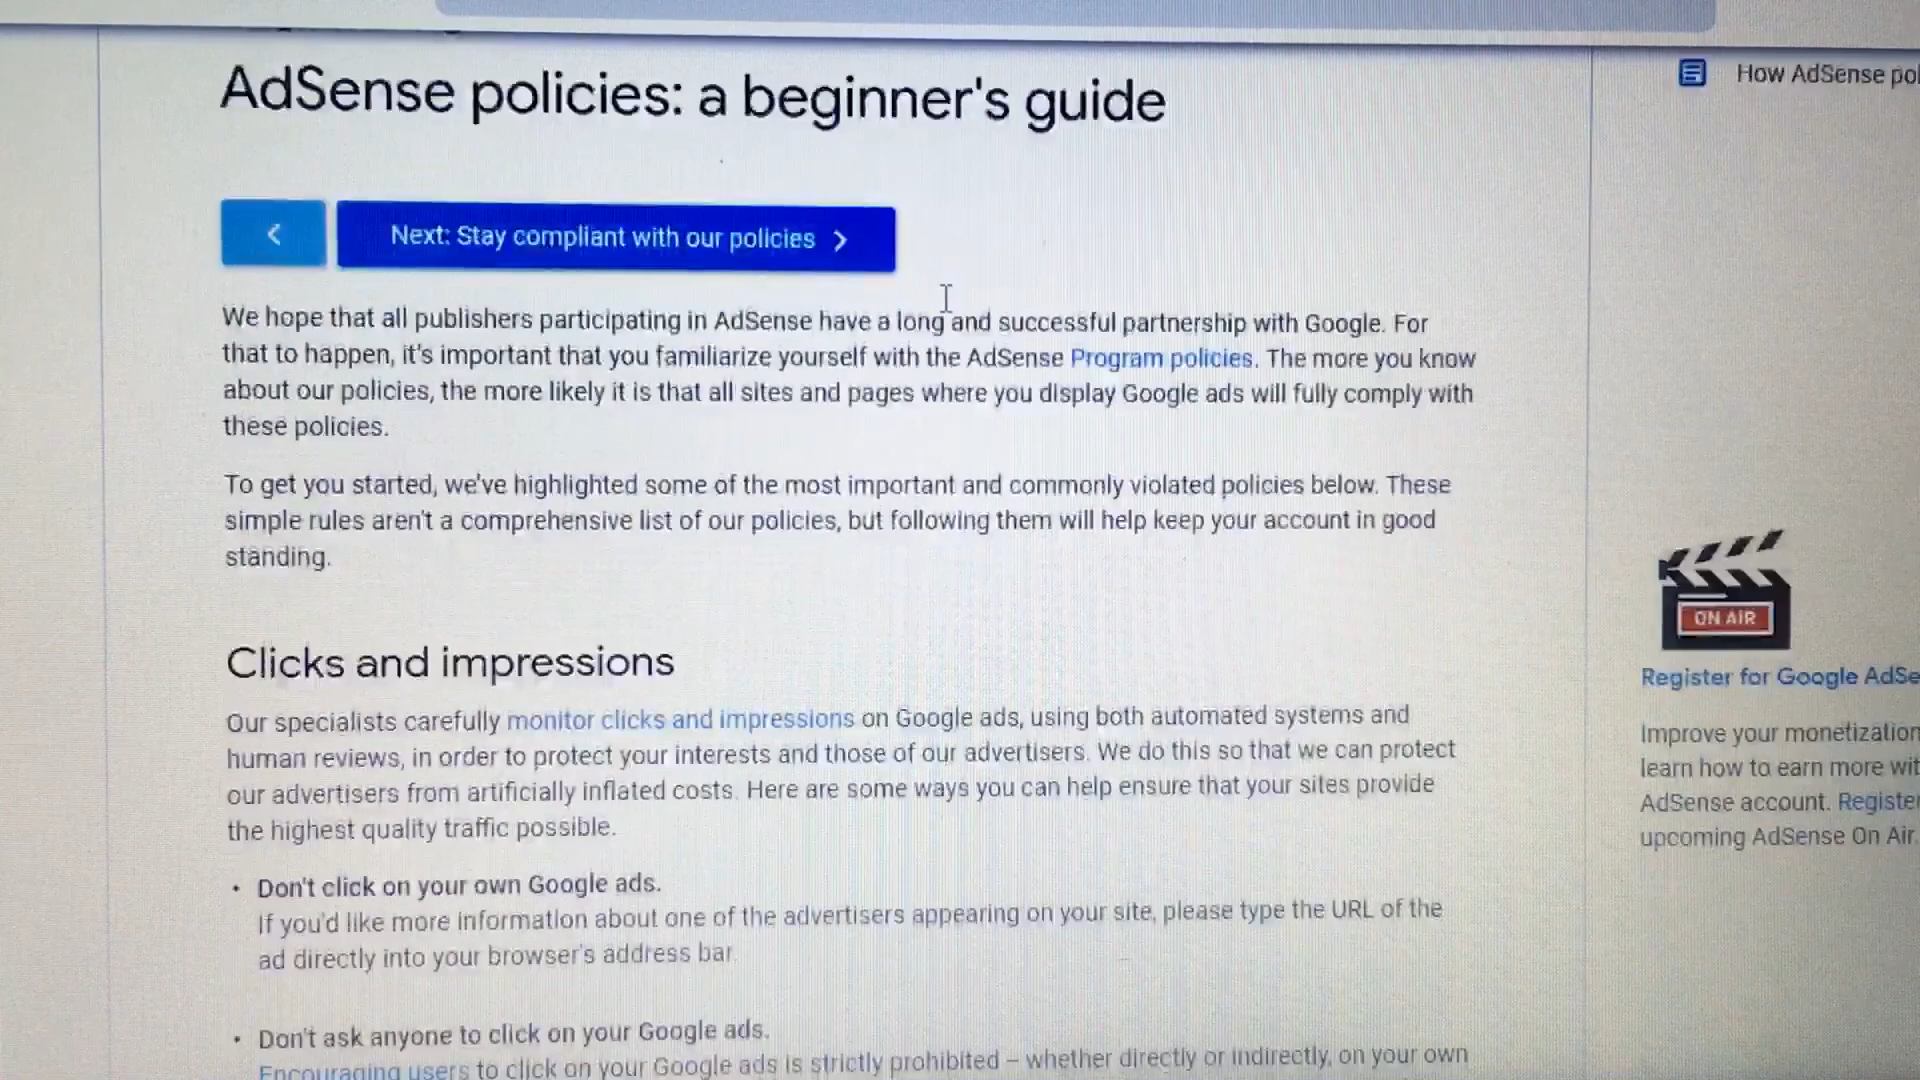 AdSense policies: a beginner's guide
Next: Stay compliant with our policies
We hope that all publishers participating in AdSense have a long and successful partnership with Google. For
that to happen, it's important that you familiarize yourself with the AdSense Program policies. The more you know
about our policies, the more likely it is that all sites and pages where you display Google ads will fully comply with
these policies.
To get you started, we've highlighted some of the most important and commonly violated policies below. These
simple rules aren't a comprehensive list of our policies, but following them will help keep your account in good
standing.
Clicks and impressions
Our specialists carefully monitor clicks and impressions on Google ads, using both automated systems and
human reviews, in order to protect your interests and those of our advertisers. We do this so that we can protect
our advertisers from artificially inflated costs. Here are some ways you can help ensure that your sites provide
the highest quality traffic possible.
• Don't click on your own Google ads.
If you'd like more information about one of the advertisers appearing on your site, please type the URL of the
ad directly into your browser's address bar.
• Don't ask anyone to click on your Google ads.
Encouraging users to click on your Google ads is strictly prohibited – whether directly or indirectly, on your own
How AdSense pol
ON AIR
Register for Google AdSe
Improve your monetization
learn how to earn more wit
AdSense account. Register
upcoming AdSense On Air.